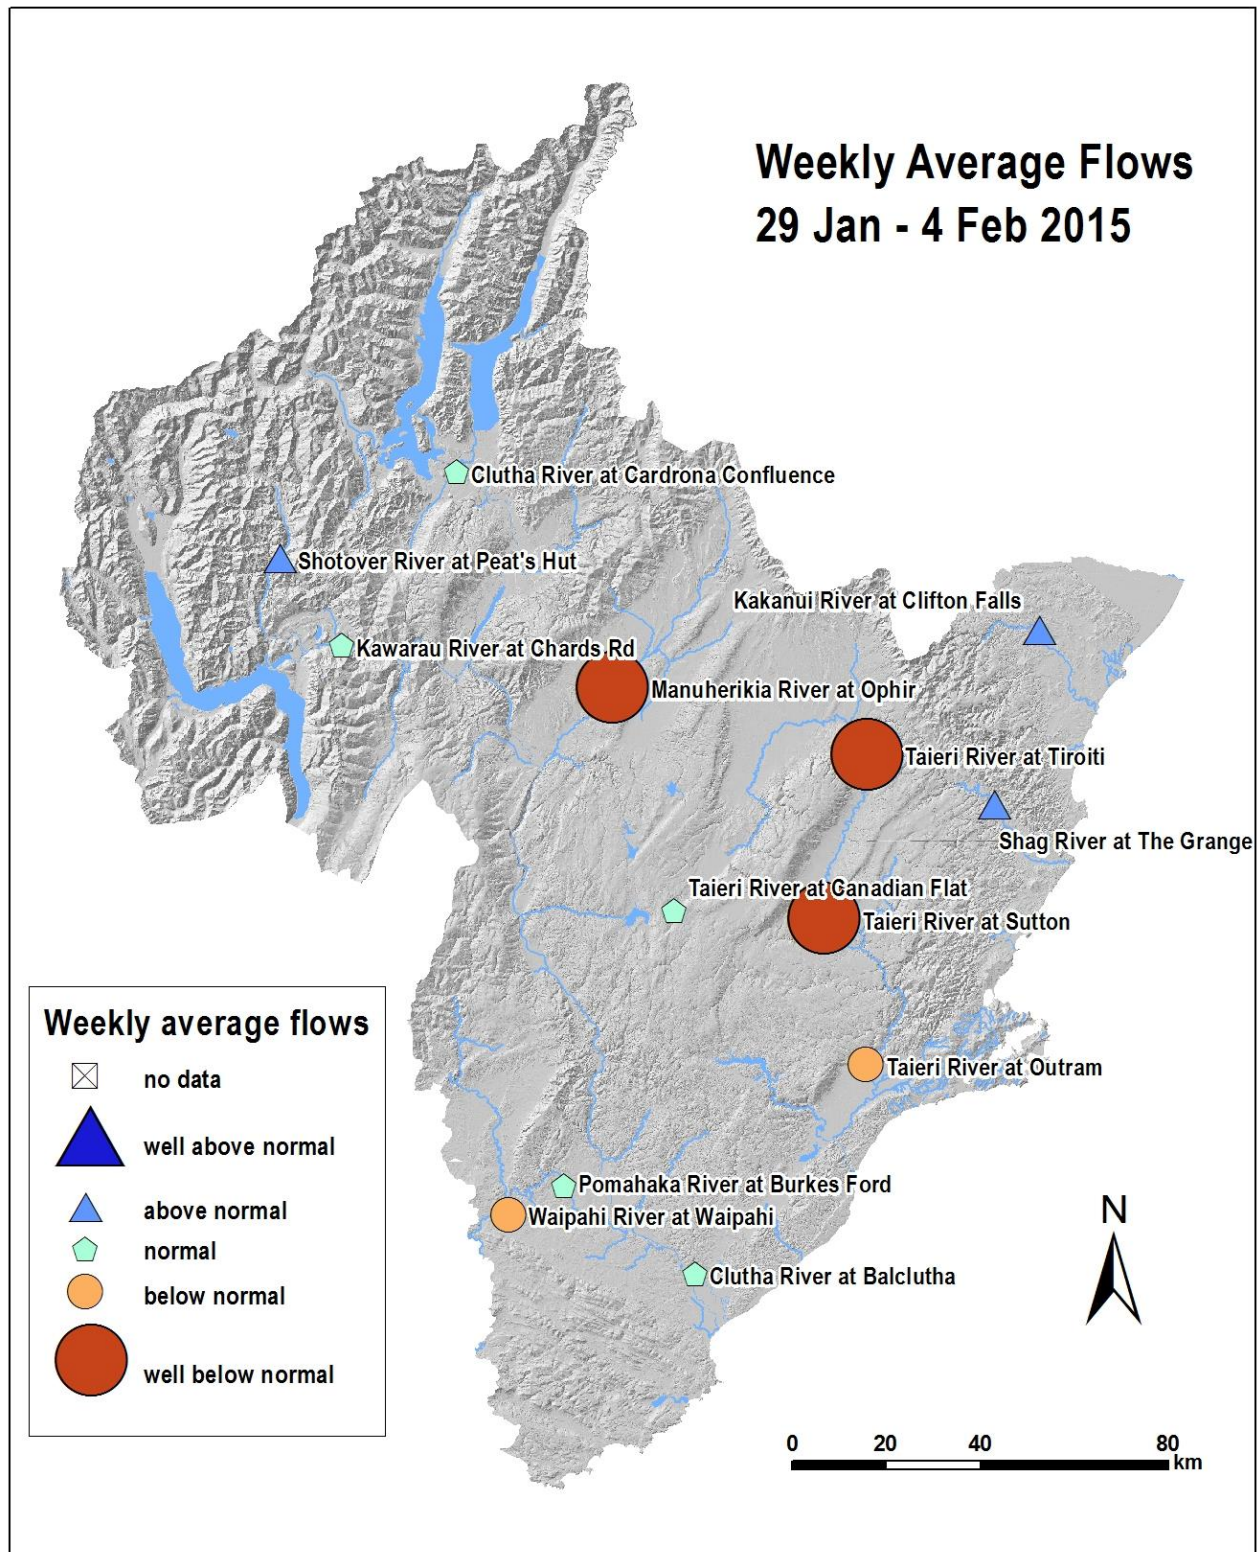 Weekly Average Flows
29 Jan - 4 Feb 2015
Clutha River at Cardrona Confluence
Shotover River at Peat's Hut
Kakanui River at Clifton Falls
Kawarau River at Chards Rd
Manuherikia River at Ophir
Taieri River at Tiroiti
Shag River at The Grange
Taieri River at Canadian Flat
Taieri River at Sutton
Taieri River at Outram
Pomahaka River at Burkes Ford
Waipahi River at Waipahi
Clutha River at Balclutha
Weekly average flows
no data
well above normal
above normal
normal
below normal
well below normal
N
0 20 40 80
km